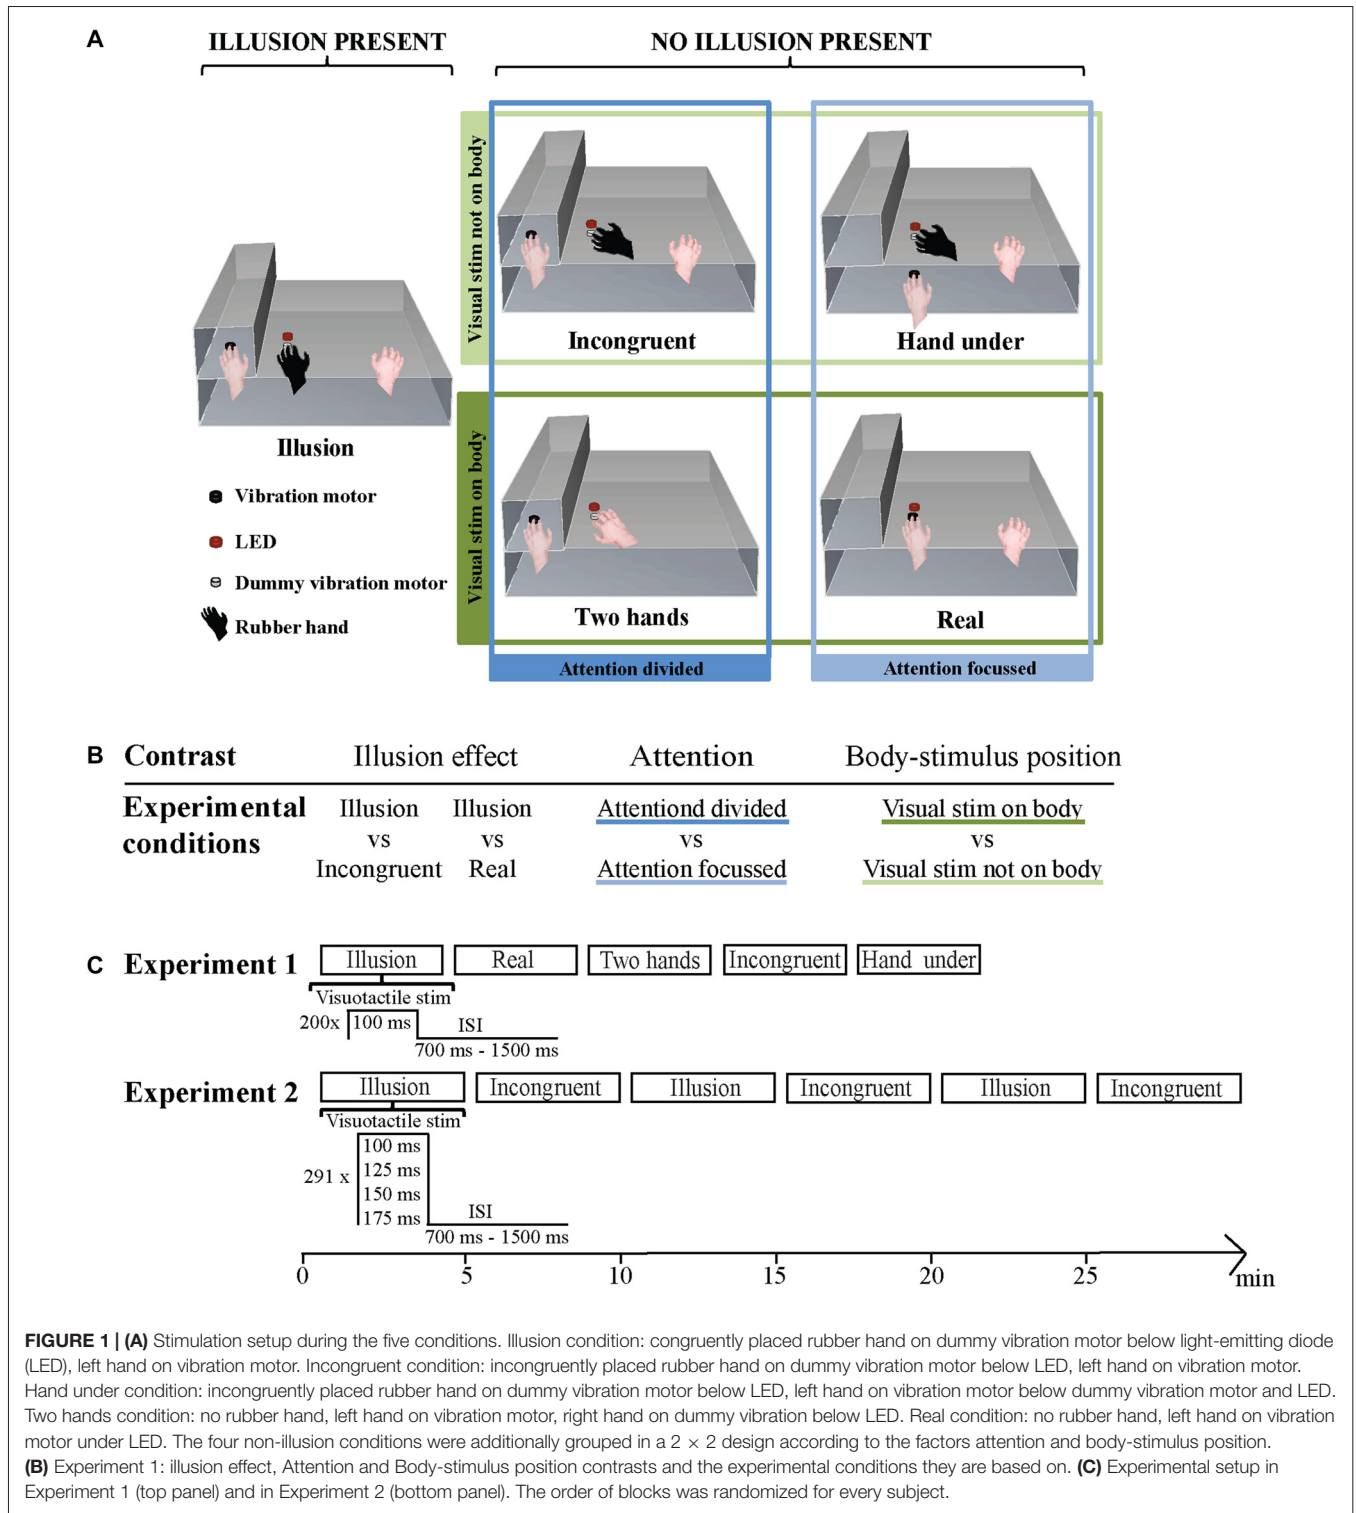 A
ILLUSION PRESENT
NO ILLUSION PRESENT
Visual stim not on body
Incongruent
Hand under
Illusion
Vibration motor
LED
Dummy vibration motor
Rubber hand
Visual stim on body
Two hands
Real
Attention divided
Attention focussed
B Contrast Illusion effect Attention Body-stimulus position
Experimental conditions
Illusion vs Incongruent
Illusion vs Real
Attentiond divided vs Attention focussed
Visual stim on body vs Visual stim not on body
C Experiment 1 Illusion Real Two hands Incongruent Hand under
Visuotactile stim
200x 100 ms ISI
700 ms - 1500 ms
Experiment 2 Illusion Incongruent Illusion Incongruent Illusion Incongruent
Visuotactile stim
100 ms
291 x 125 ms
150 ms
175 ms ISI
700 ms - 1500 ms
0 5 10 15 20 25 min
FIGURE 1 | (A) Stimulation setup during the five conditions. Illusion condition: congruently placed rubber hand on dummy vibration motor below light-emitting diode
(LED), left hand on vibration motor. Incongruent condition: incongruently placed rubber hand on dummy vibration motor below LED, left hand on vibration motor.
Hand under condition: incongruently placed rubber hand on dummy vibration motor below LED, left hand on vibration motor below dummy vibration motor and LED.
Two hands condition: no rubber hand, left hand on vibration motor, right hand on dummy vibration below LED. Real condition: no rubber hand, left hand on vibration
motor under LED. The four non-illusion conditions were additionally grouped in a 2 × 2 design according to the factors attention and body-stimulus position.
(B) Experiment 1: illusion effect, Attention and Body-stimulus position contrasts and the experimental conditions they are based on. (C) Experimental setup in
Experiment 1 (top panel) and in Experiment 2 (bottom panel). The order of blocks was randomized for every subject.